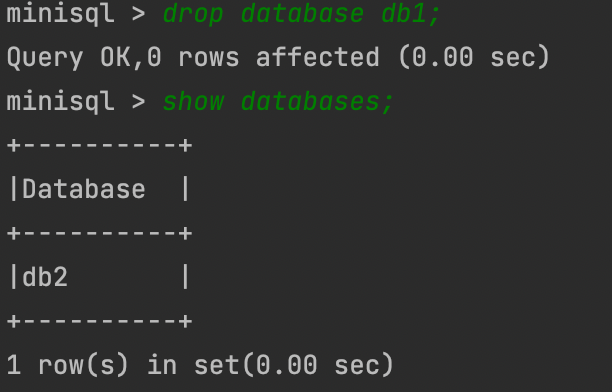 minisql > drop database db1;
Query OK,0 rows affected (0.00 sec)
minisql > show databases;
+----------+
|Database  |
+----------+
|db2       |
+----------+
1 row(s) in set(0.00 sec)